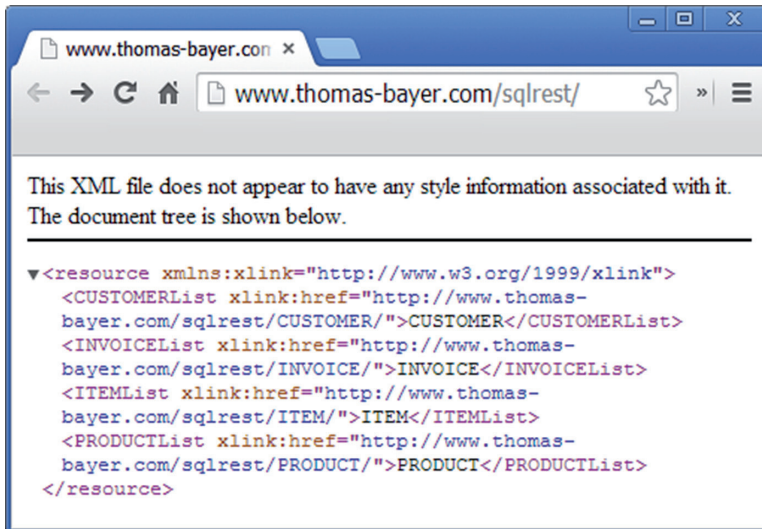 www.thomas-bayer.con ×
www.thomas-bayer.com/sqlrest/ »
This XML file does not appear to have any style information associated with it.
The document tree is shown below.
▼<resource xmlns:xlink="http://www.w3.org/1999/xlink">
<CUSTOMERList xlink:href="http://www.thomas-
bayer.com/sqlrest/CUSTOMER/">CUSTOMER</CUSTOMERList>
<INVOICEList xlink:href="http://www.thomas-
bayer.com/sqlrest/INVOICE/">INVOICE</INVOICEList>
<ITEMList xlink:href="http://www.thomas-
bayer.com/sqlrest/ITEM/">ITEM</ITEMList>
<PRODUCTList xlink:href="http://www.thomas-
bayer.com/sqlrest/PRODUCT/">PRODUCT</PRODUCTList>
</resource>